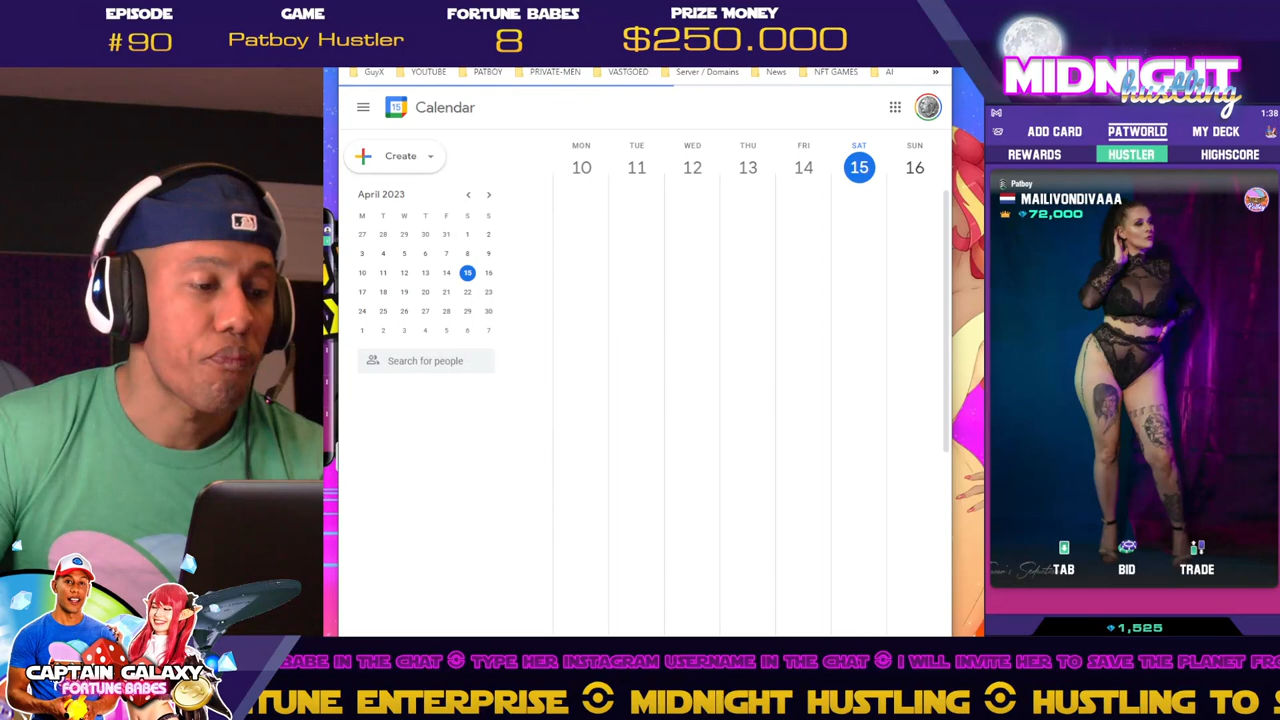 EPISODE
#90
GAME
Patboy Hustler
FORTUNE BABES
8
PRIZE MONEY
$250.000
MIDNIGHT
hustling
GuyX YOUTUBE PATBOY PRIVATE-MEN VASTGOED Server / Domains News NFT GAMES AI »
15 Calendar
Create
April 2023
M T W T F S S
27 28 29 30 31 1 2
3 4 5 6 7 8 9
10 11 12 13 14 15 16
17 18 19 20 21 22 23
24 25 26 27 28 29 30
1 2 3 4 5 6 7
Search for people
MON TUE WED THU FRI SAT SUN
10 11 12 13 14 15 16
1:38
ADD CARD PATWORLD MY DECK
REWARDS HUSTLER HIGHSCORE
Patboy
MAILIVONDIVAAA
72,000
TAB BID TRADE
1,525
CAPTAIN GALAXY
FORTUNE BABES
BABE IN THE CHAT TYPE HER INSTAGRAM USERNAME IN THE CHAT I WILL INVITE HER TO SAVE THE PLANET FRO
TUNE ENTERPRISE MIDNIGHT HUSTLING HUSTLING TO S